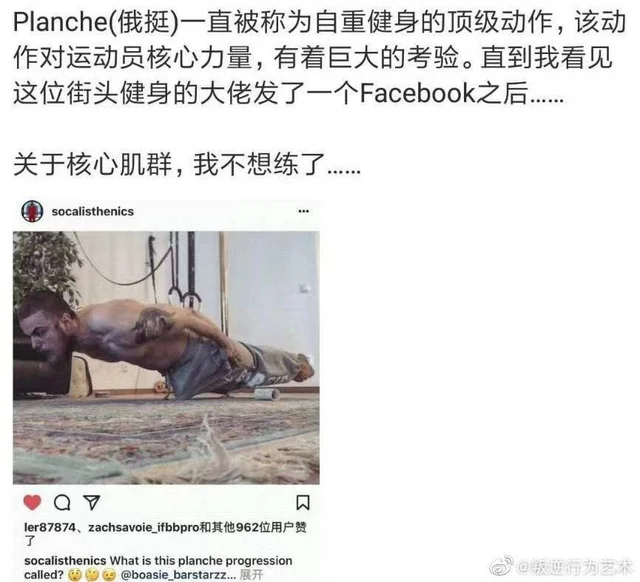 Planche(俄挺)一直被称为自重健身的顶级动作，该动
作对运动员核心力量，有着巨大的考验。直到我看见
这位街头健身的大佬发了一个Facebook之后......
关于核心肌群，我不想练了......
socalisthenics
ler87874、zachsavoie_ifbbpro和其他962位用户赞
了
socalisthenics What is this planche progression
called? 😲🤔😉 @boasie_barstarzz... 展开
@叛逆行为艺术